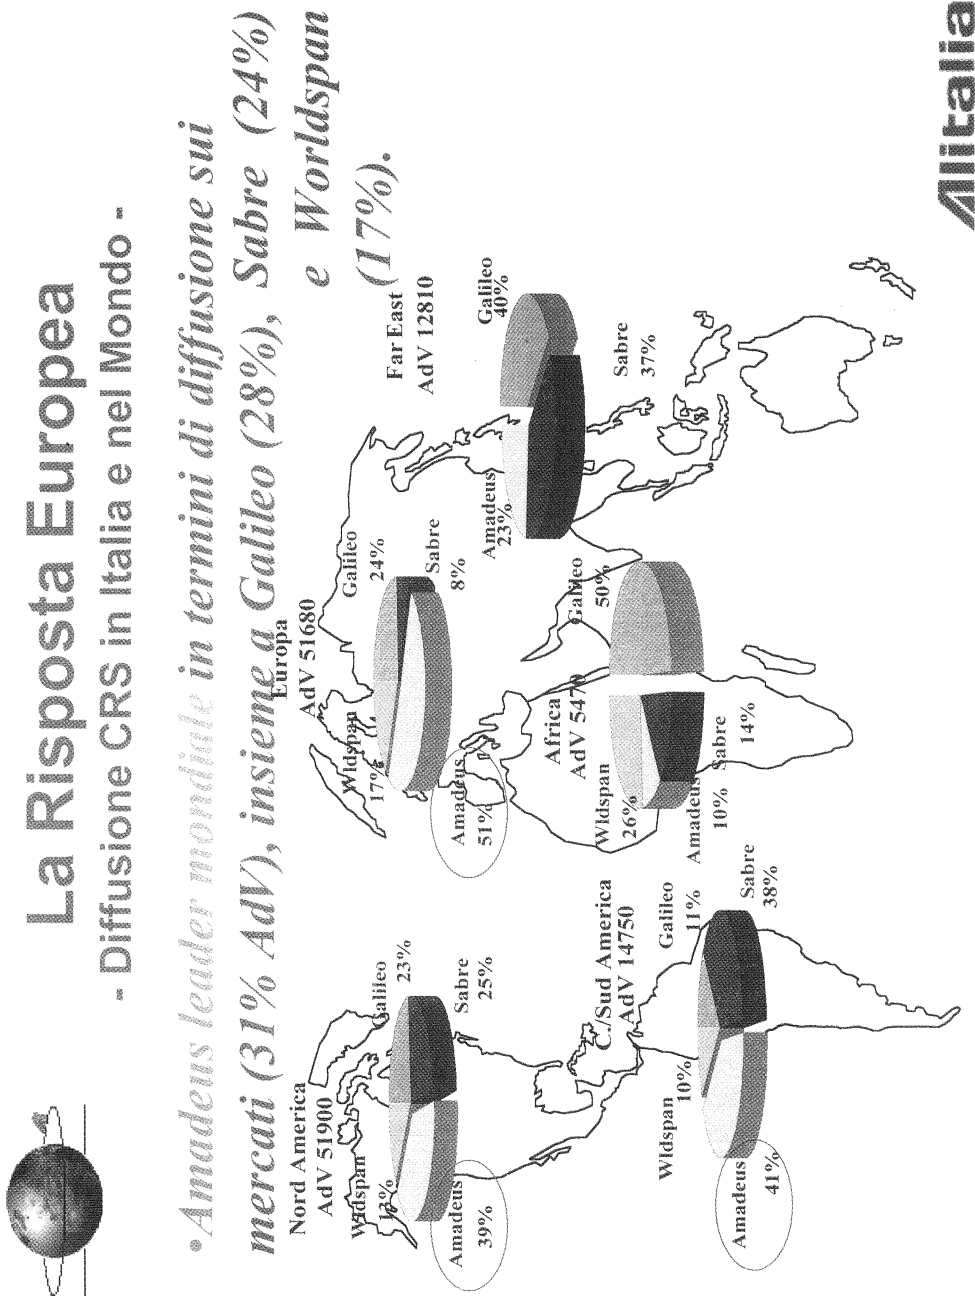 La Risposta Europea
- Diffusione CRS in Italia e nel Mondo -
•Amadeus leader mondiale in termini di diffusione sui
mercati (31% AdV), insieme a Galileo (28%), Sabre (24%)
e Worldspan
(17%).
Nord America
AdV 51900
Wldspan
13%
Galileo
23%
Amadeus
39%
Sabre
25%
Europa
AdV 51680
Wldspan
17%
Galileo
24%
Amadeus
51%
Sabre
8%
Far East
AdV 12810
Galileo
40%
Amadeus
23%
Sabre
37%
Africa
AdV 5470
Galileo
50%
Wldspan
26%
Amadeus
10%
Sabre
14%
C./Sud America
AdV 14750
Galileo
11%
Wldspan
10%
Sabre
38%
Amadeus
41%
Alitalia